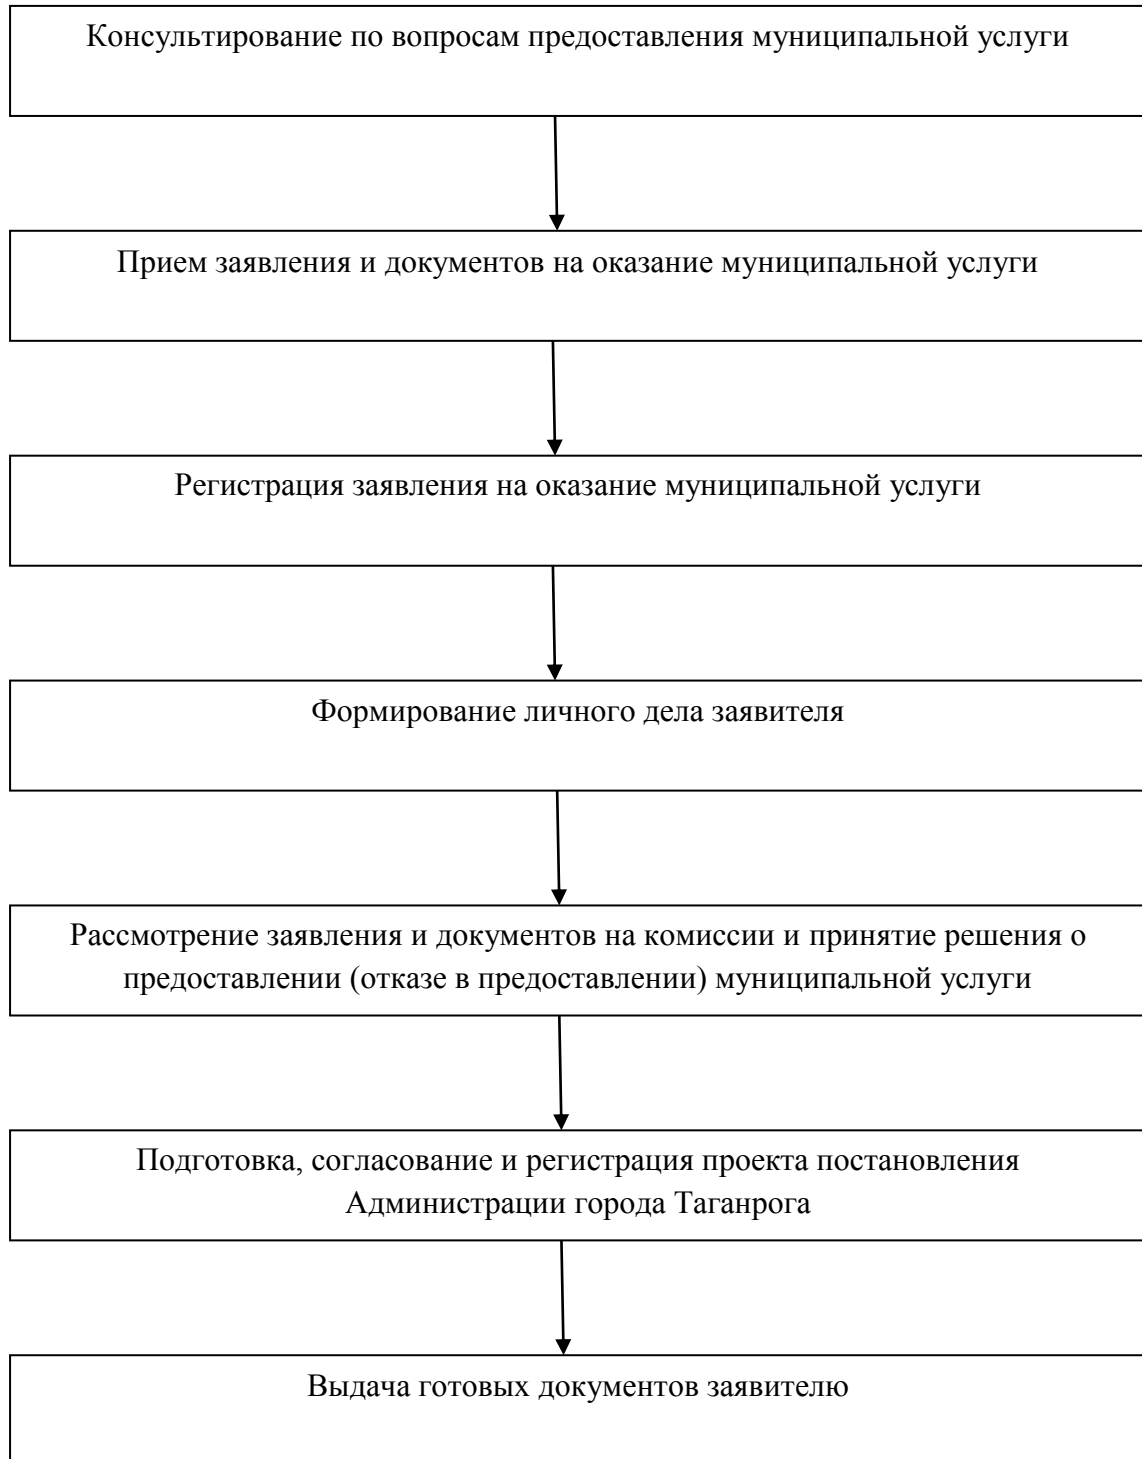 Консультирование по вопросам предоставления муниципальной услуги
Прием заявления и документов на оказание муниципальной услуги
Регистрация заявления на оказание муниципальной услуги
Формирование личного дела заявителя
Рассмотрение заявления и документов на комиссии и принятие решения о
предоставлении (отказе в предоставлении) муниципальной услуги
Подготовка, согласование и регистрация проекта постановления
Администрации города Таганрога
Выдача готовых документов заявителю